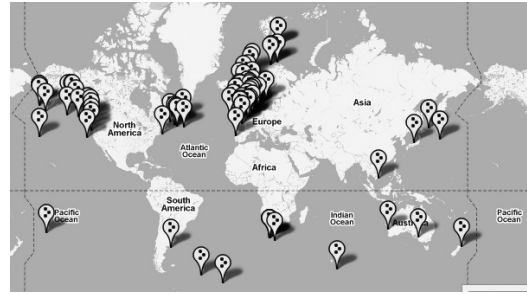 Asia
North
America
Europe
Atlantic
Ocean
Africa
South
America
Pacific
Ocean
Indian
Ocean
Pacific
Ocean